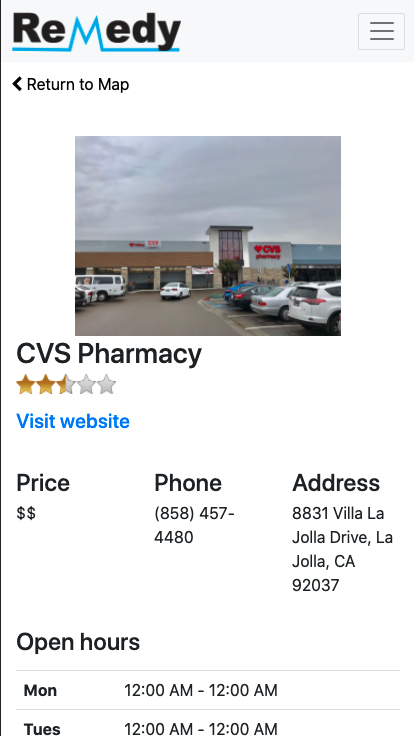 ReMedy
Return to Map
CVS
pharmacy
CVS Pharmacy
Visit website
Price
$$
Phone
(858) 457-
4480
Address
8831 Villa La
Jolla Drive, La
Jolla, CA
92037
Open hours
Mon 12:00 AM - 12:00 AM
Tues 12:00 AM - 12:00 AM